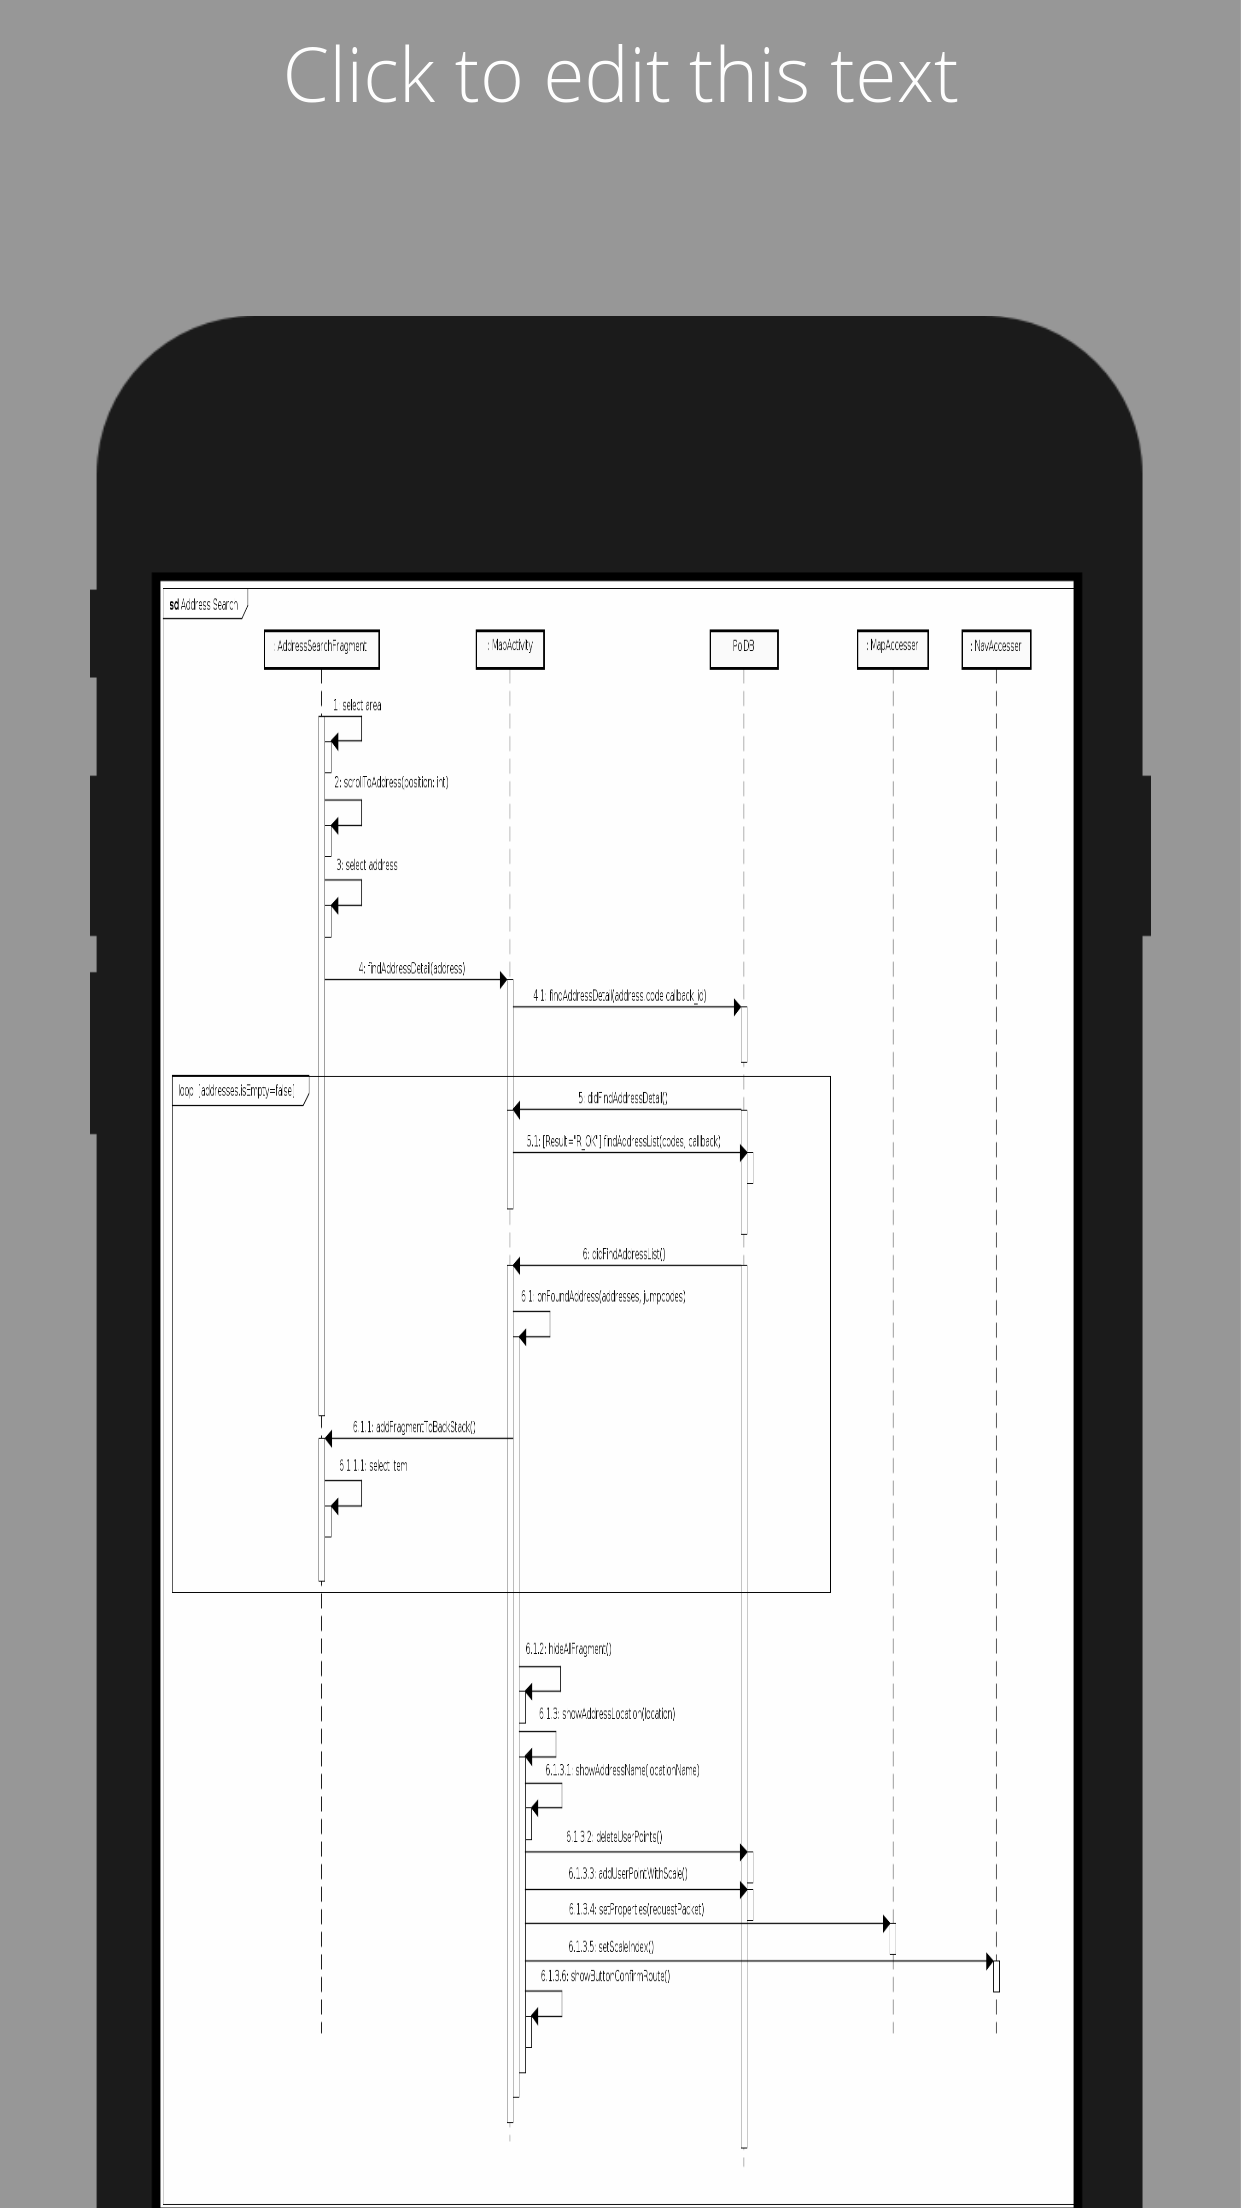 Click to edit this text
sd Address Search
: AddressSearchFragment
: MapActivity
PoiDB
: MapAccesser
: NavAccesser
1: select area
2: scrollToAddress(position: int)
3: select address
4: findAddressDetail(address)
4.1: findAddressDetail(address.code.callback_id)
loop [addresses.isEmpty=false]
5: didFindAddressDetail()
5.1: [Result="R_OK"] findAddressList(codes, callback)
6: didFindAddressList()
6.1: onFoundAddress(addresses, jumpcodes)
6.1.1: addFragmentToBackStack()
6.1.1.1: select item
6.1.2: hideAllFragment()
6.1.3: showAddressLocation(location)
6.1.3.1: showAddressName(locationName)
6.1.3.2: deleteUserPoints()
6.1.3.3: addUserPointWithScale()
6.1.3.4: setProperties(requestPacket)
6.1.3.5: setScaleIndex()
6.1.3.6: showButtonConfirmRoute()